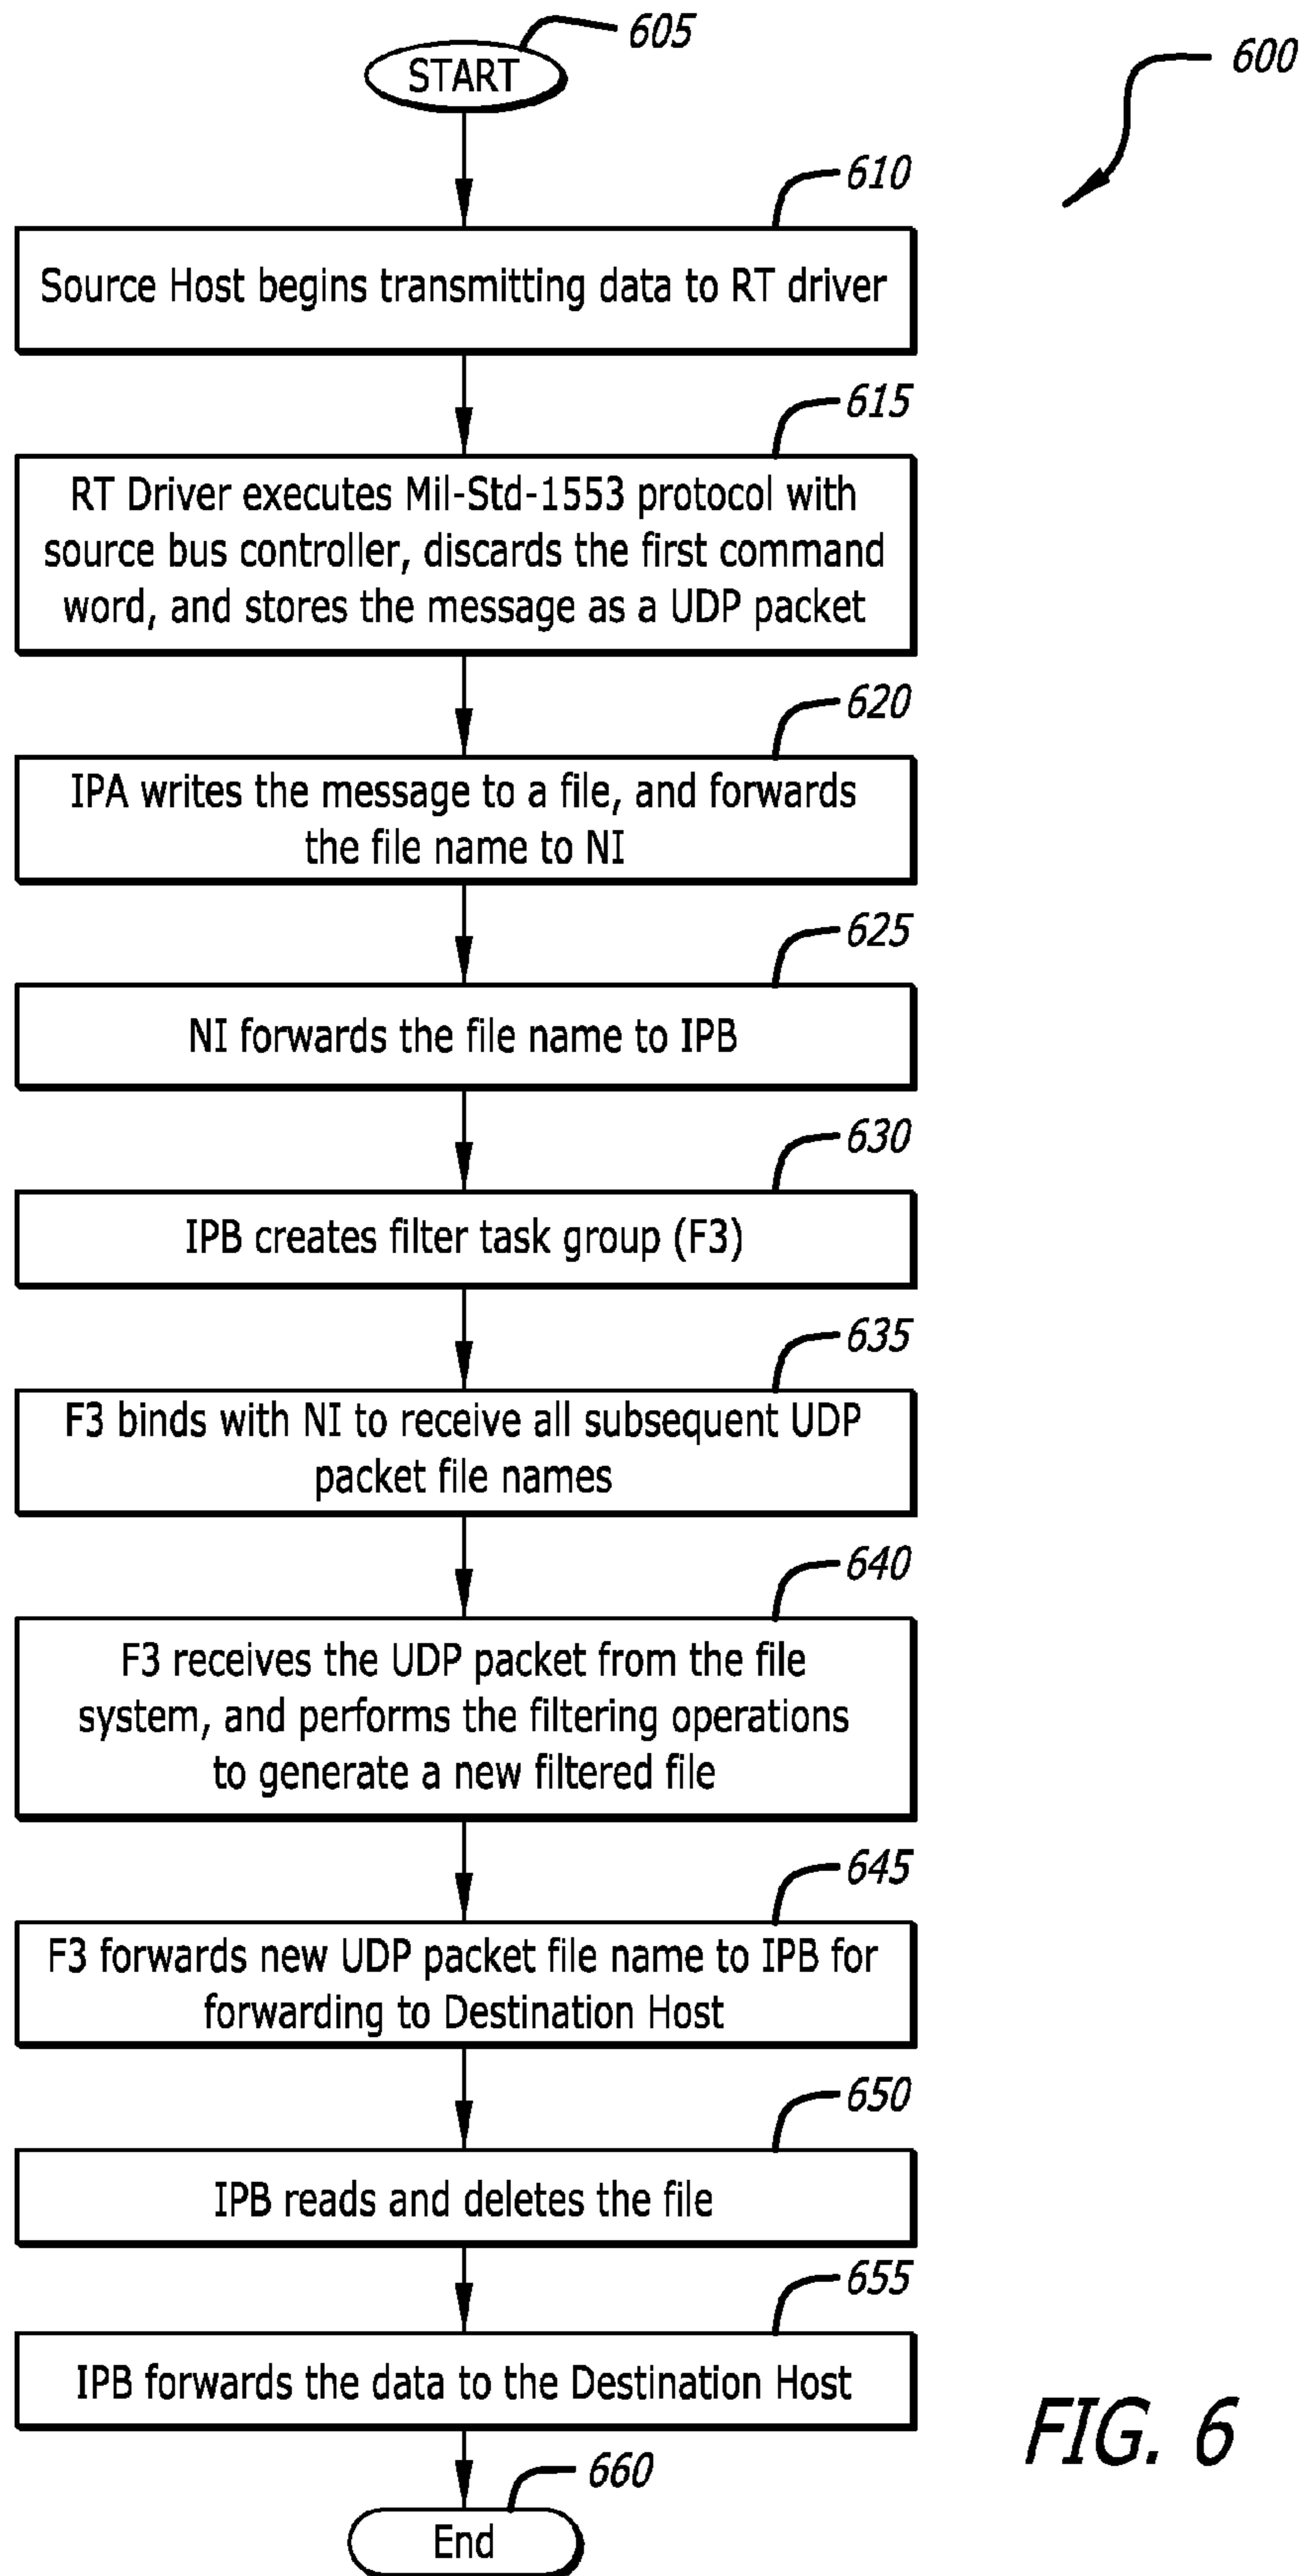 605
START
600
610
Source Host begins transmitting data to RT driver
615
RT Driver executes Mil-Std-1553 protocol with
source bus controller, discards the first command
word, and stores the message as a UDP packet
620
IPA writes the message to a file, and forwards
the file name to NI
625
NI forwards the file name to IPB
630
IPB creates filter task group (F3)
635
F3 binds with NI to receive all subsequent UDP
packet file names
640
F3 receives the UDP packet from the file
system, and performs the filtering operations
to generate a new filtered file
645
F3 forwards new UDP packet file name to IPB for
forwarding to Destination Host
650
IPB reads and deletes the file
655
IPB forwards the data to the Destination Host
660
End
FIG. 6